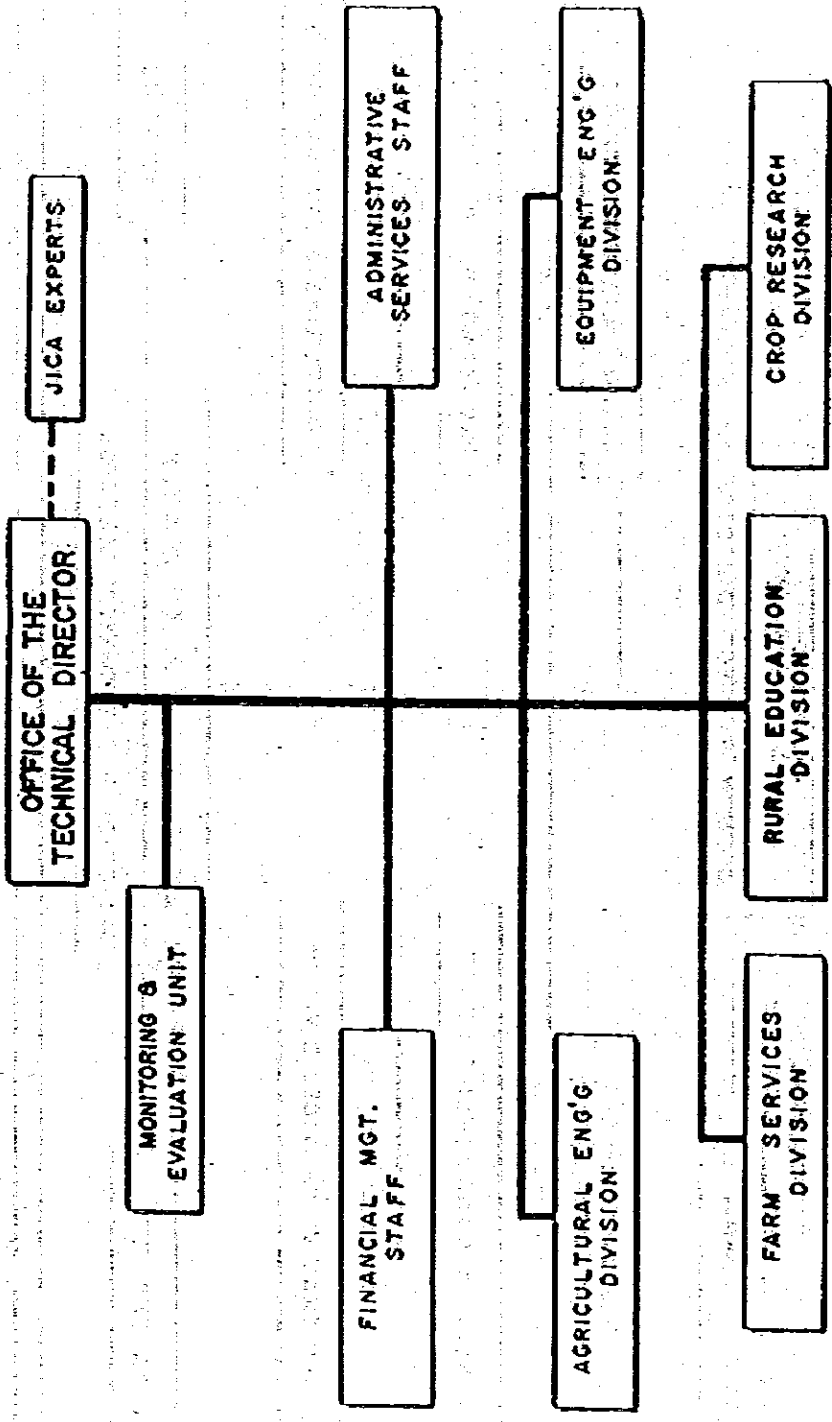 OFFICE OF THE
TECHNICAL DIRECTOR
JICA EXPERTS
MONITORING &
EVALUATION UNIT
FINANCIAL MGT.
STAFF
ADMINISTRATIVE
SERVICES STAFF
AGRICULTURAL ENG'G
DIVISION
EQUIPMENT ENG'G
DIVISION
FARM SERVICES
DIVISION
RURAL EDUCATION
DIVISION
CROP RESEARCH
DIVISION